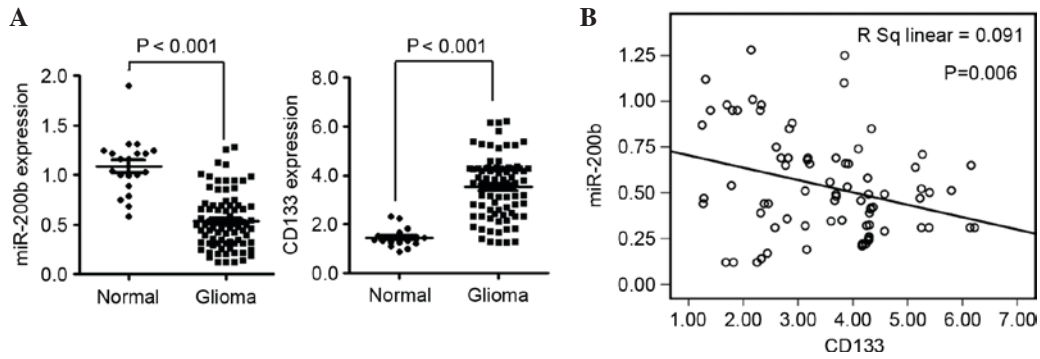 A
P < 0.001
miR-200b expression
2.0
1.5
1.0
0.5
0.0
Normal
Glioma
P < 0.001
CD133 expression
8.0
6.0
4.0
2.0
0.0
Normal
Glioma
B
R Sq linear = 0.091
P=0.006
miR-200b
1.25
1.00
0.75
0.50
0.25
0.00
1.00
2.00
3.00
4.00
5.00
6.00
7.00
CD133